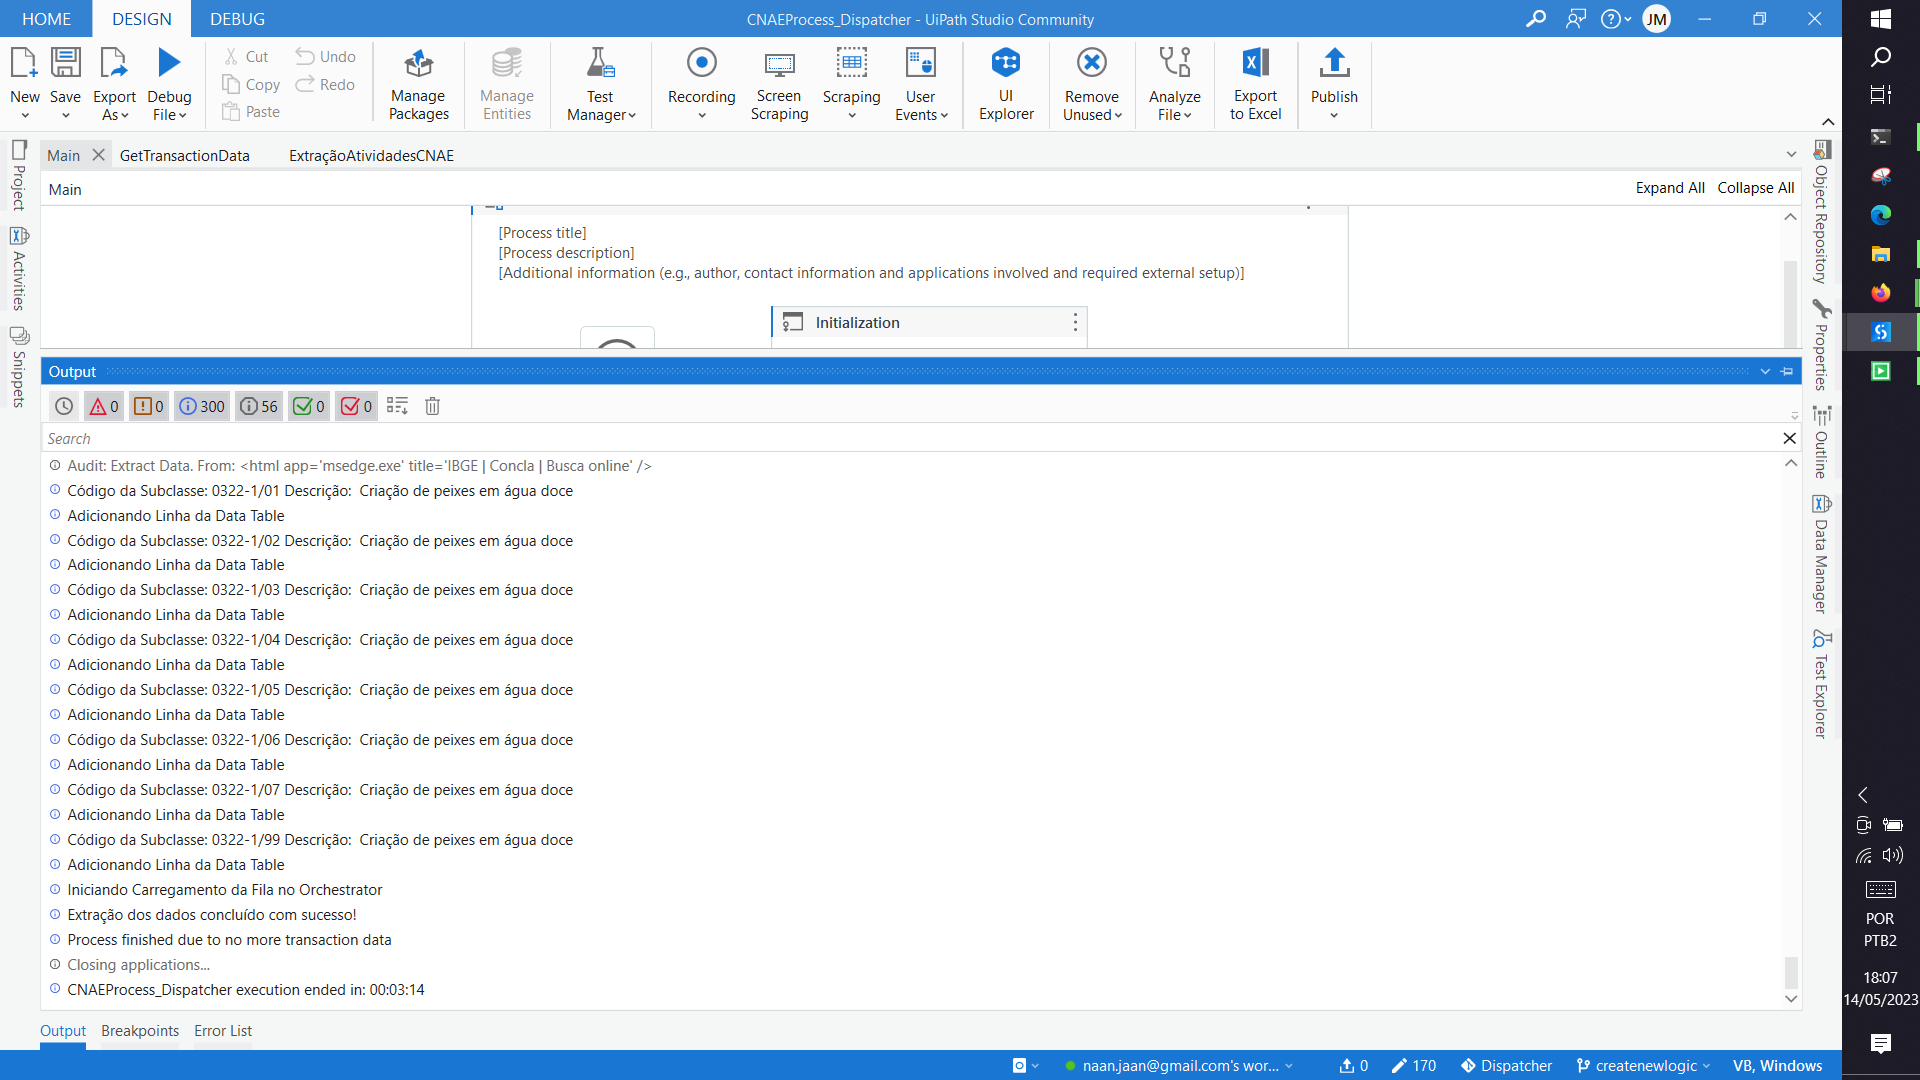 HOME DESIGN DEBUG CNAEProcess_Dispatcher - UiPath Studio Community JM
New Save Export As Debug File Cut Copy Paste Undo Redo Manage Packages Manage Entities Test Manager Recording Screen Scraping Scraping User Events UI Explorer Remove Unused Analyze File Export to Excel Publish
Project Activities Snippets
Main GetTransactionData ExtraçãoAtividadesCNAE
Main Expand All Collapse All
[Process title]
[Process description]
[Additional information (e.g., author, contact information and applications involved and required external setup)]
Initialization
Output
0 0 300 56 0 0
Search
Audit: Extract Data. From: <html app='msedge.exe' title='IBGE | Concla | Busca online' />
Código da Subclasse: 0322-1/01 Descrição:  Criação de peixes em água doce
Adicionando Linha da Data Table
Código da Subclasse: 0322-1/02 Descrição:  Criação de peixes em água doce
Adicionando Linha da Data Table
Código da Subclasse: 0322-1/03 Descrição:  Criação de peixes em água doce
Adicionando Linha da Data Table
Código da Subclasse: 0322-1/04 Descrição:  Criação de peixes em água doce
Adicionando Linha da Data Table
Código da Subclasse: 0322-1/05 Descrição:  Criação de peixes em água doce
Adicionando Linha da Data Table
Código da Subclasse: 0322-1/06 Descrição:  Criação de peixes em água doce
Adicionando Linha da Data Table
Código da Subclasse: 0322-1/07 Descrição:  Criação de peixes em água doce
Adicionando Linha da Data Table
Código da Subclasse: 0322-1/99 Descrição:  Criação de peixes em água doce
Adicionando Linha da Data Table
Iniciando Carregamento da Fila no Orchestrator
Extração dos dados concluído com sucesso!
Process finished due to no more transaction data
Closing applications...
CNAEProcess_Dispatcher execution ended in: 00:03:14
Output Breakpoints Error List
naan.jaan@gmail.com's wor... 0 170 Dispatcher createnewlogic VB, Windows
Object Repository
Properties
Outline
Data Manager
Test Explorer
POR
PTB2
18:07
14/05/2023